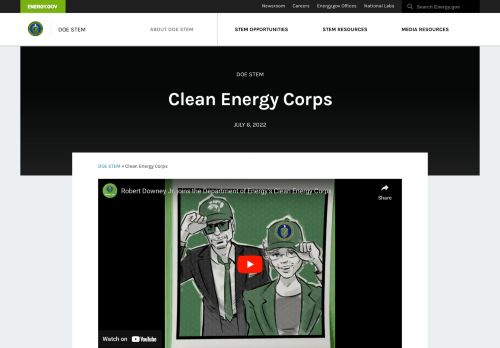 ENERGY.GOV
Newsroom Careers Energy.gov Offices National Labs Search Energy.gov
DOE STEM
ABOUT DOE STEM STEM OPPORTUNITIES STEM RESOURCES MEDIA RESOURCES
DOE STEM
Clean Energy Corps
JULY 6, 2022
DOE STEM » Clean Energy Corps
Robert Downey Jr. joins the Department of Energy's Clean Energy Corps
Share
Watch on YouTube